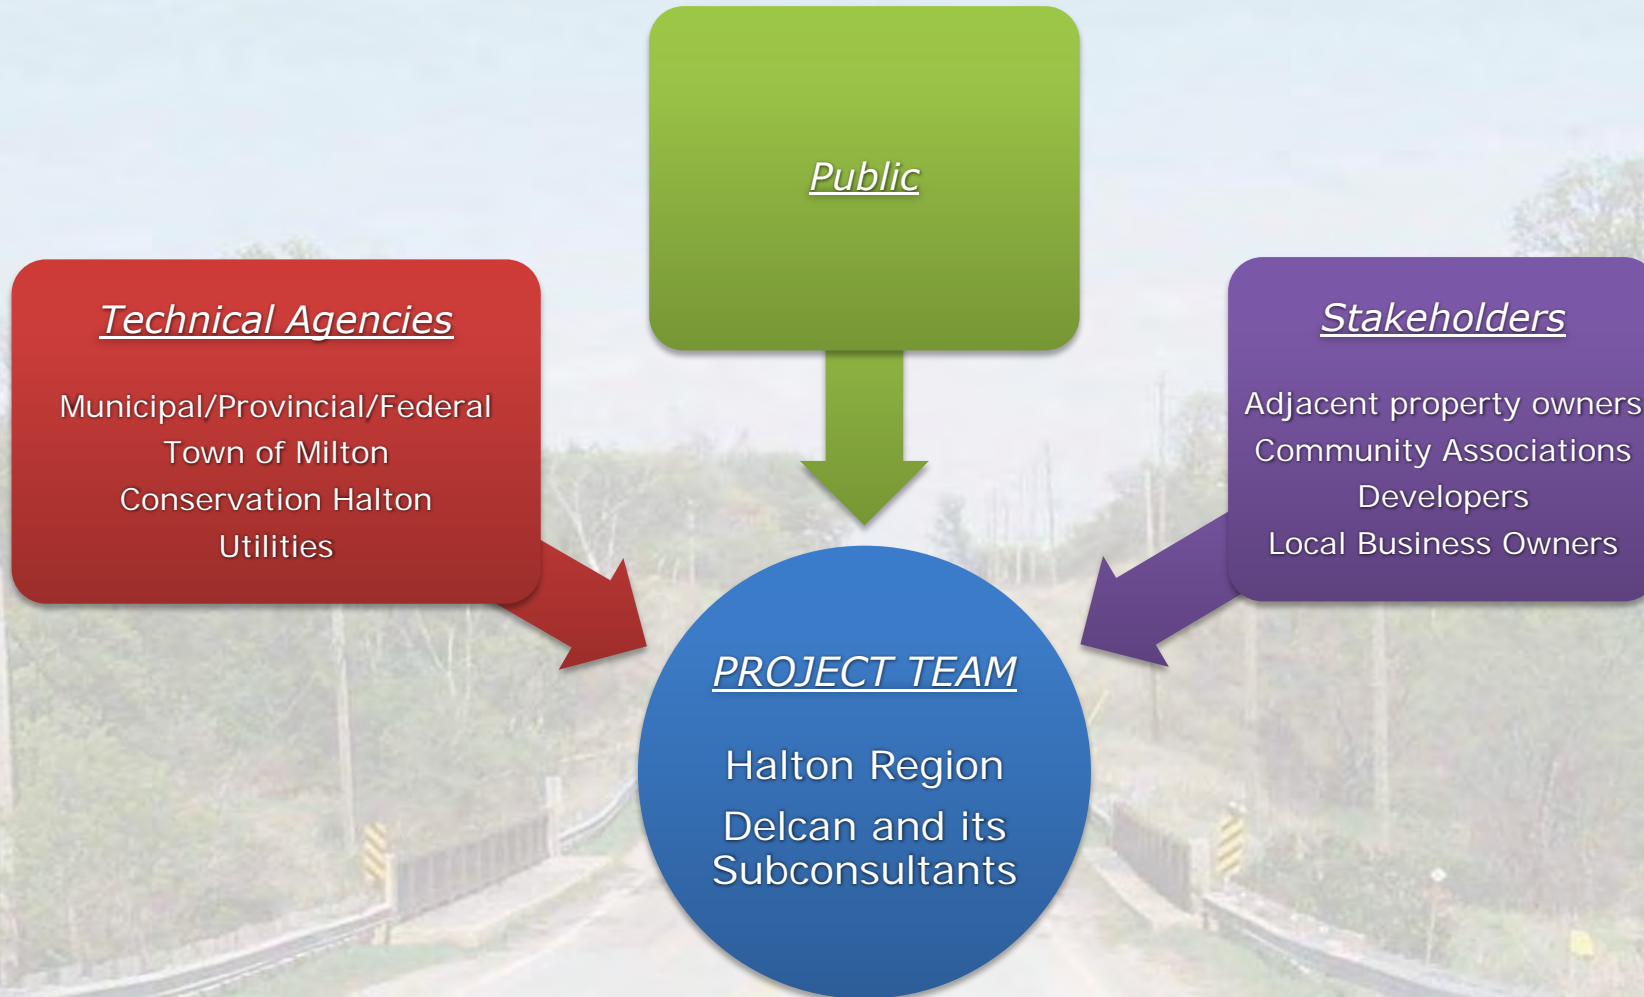 Public
Technical Agencies
Municipal/Provincial/Federal
Town of Milton
Conservation Halton
Utilities
Stakeholders
Adjacent property owners
Community Associations
Developers
Local Business Owners
PROJECT TEAM
Halton Region
Delcan and its
Subconsultants